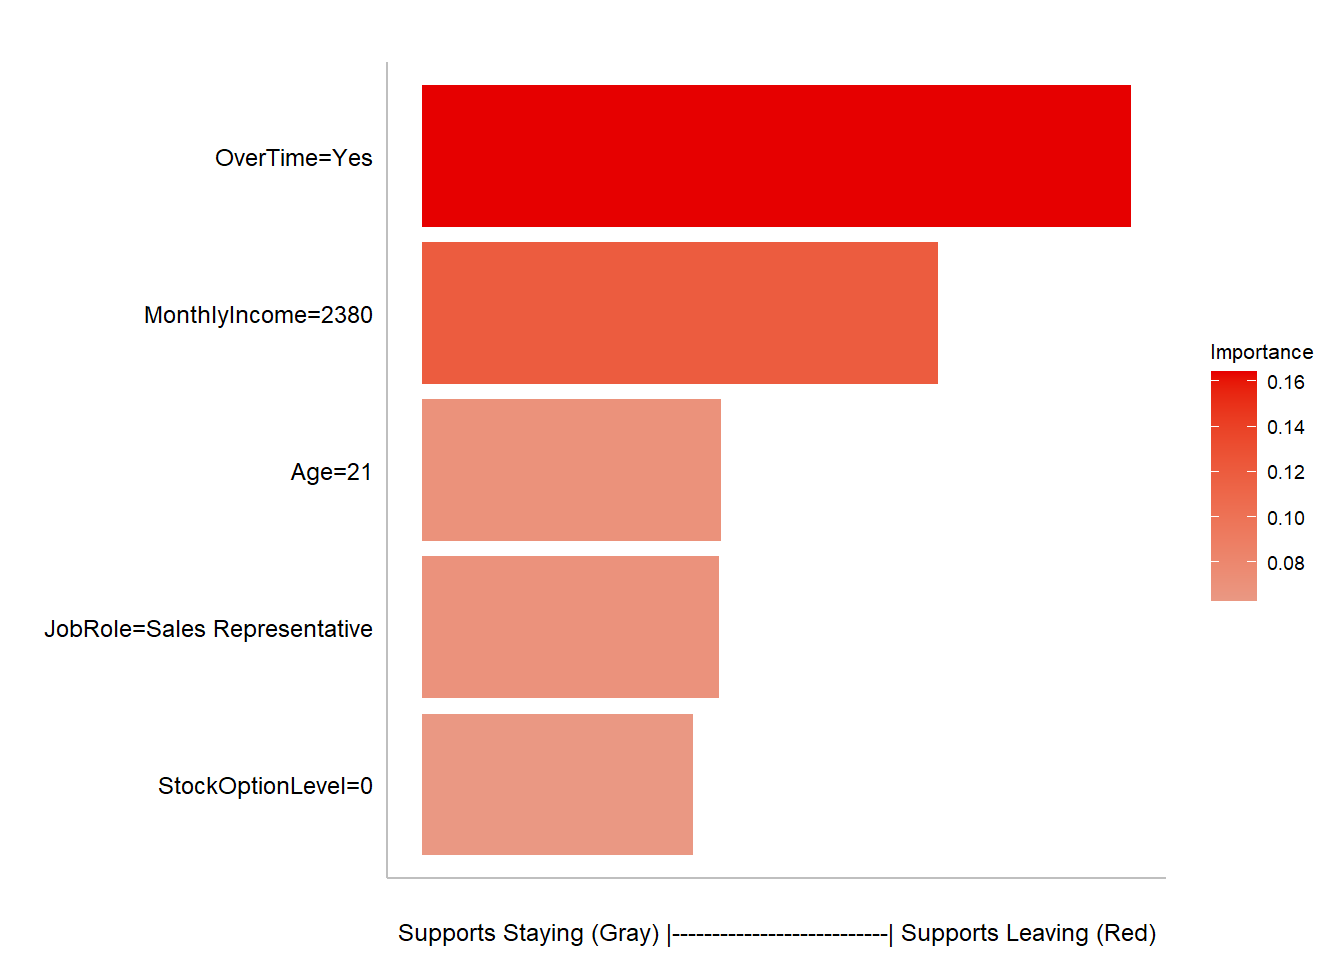 OverTime=Yes
MonthlyIncome=2380
Age=21
JobRole=Sales Representative
StockOptionLevel=0
Supports Staying (Gray) |---------------------------| Supports Leaving (Red)
Importance
0.16
0.14
0.12
0.10
0.08